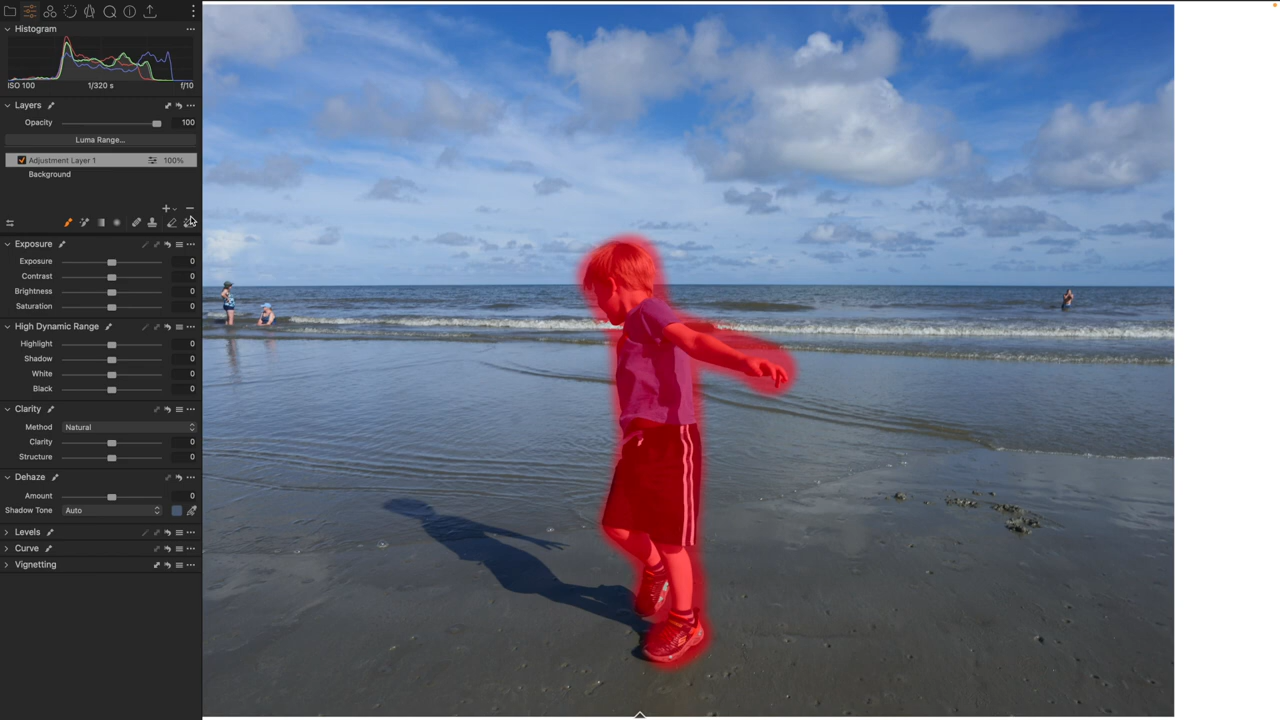 Histogram
ISO 100 1/320 s f/10
Layers
Opacity 100
Luma Range...
Adjustment Layer 1 100%
Background
Exposure
Exposure 0
Contrast 0
Brightness 0
Saturation 0
High Dynamic Range
Highlight 0
Shadow 0
White 0
Black 0
Clarity
Method Natural
Clarity 0
Structure 0
Dehaze
Amount 0
Shadow Tone Auto
Levels
Curve
Vignetting